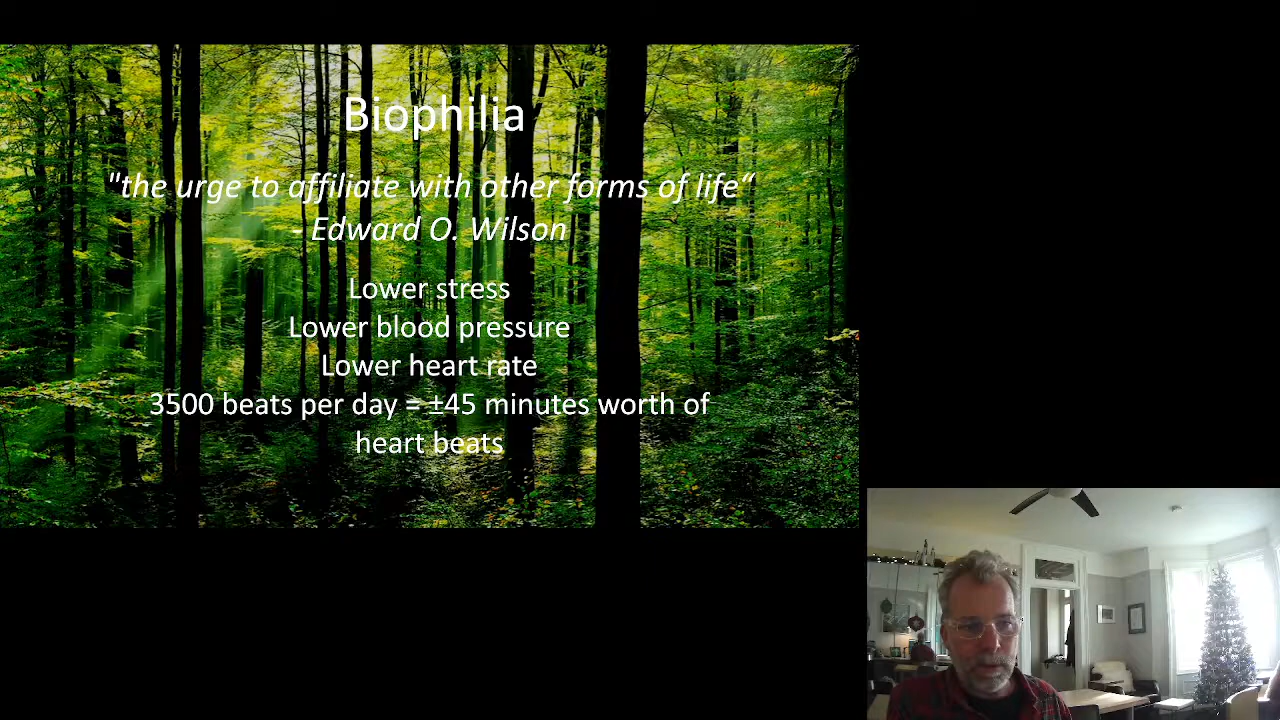 Biophilia
"the urge to affiliate with other forms of life“
- Edward O. Wilson
Lower stress
Lower blood pressure
Lower heart rate
3500 beats per day = ±45 minutes worth of
heart beats